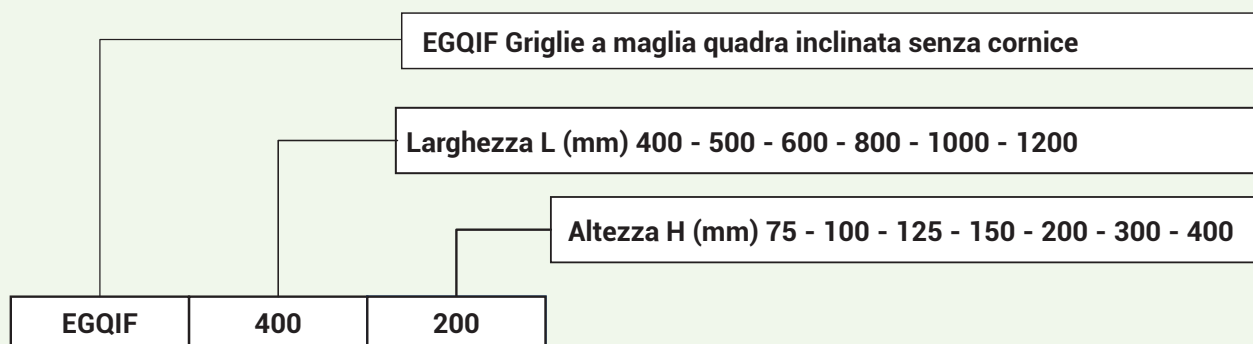 EGQIF Griglie a maglia quadra inclinata senza cornice
Larghezza L (mm) 400 - 500 - 600 - 800 - 1000 - 1200
Altezza H (mm) 75 - 100 - 125 - 150 - 200 - 300 - 400
EGQIF 400 200